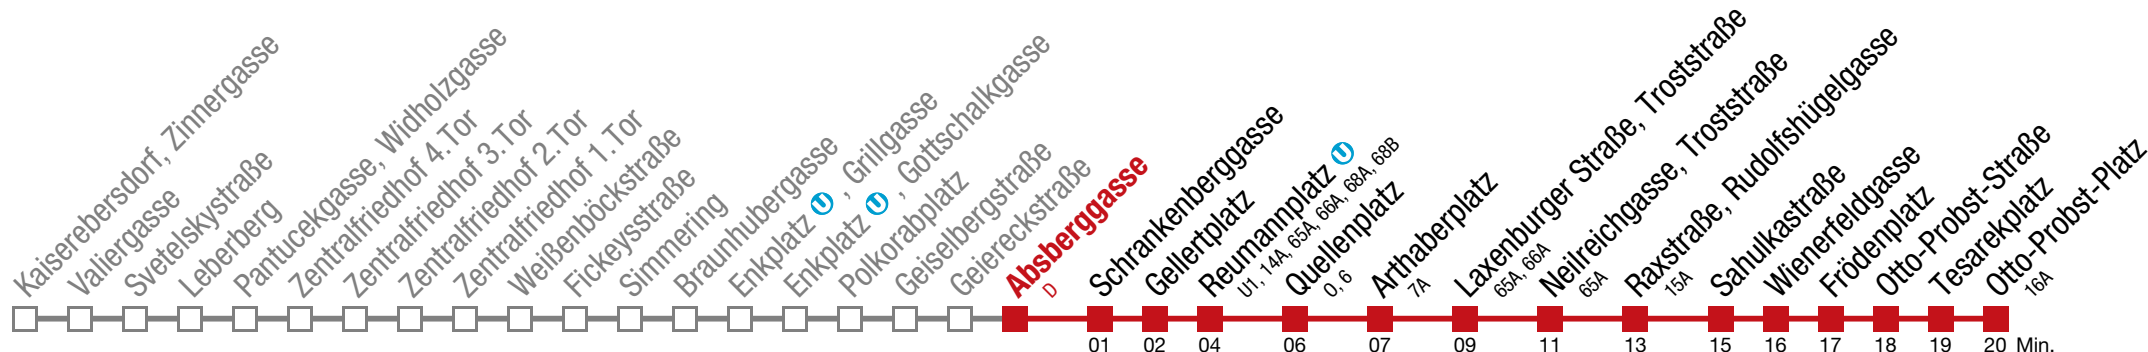 Kaiserebersdorf, Zinnergasse
Valiergasse
Svetelskystraße
Leberberg
Pantucekgasse, Widholzgasse
Zentralfriedhof 4. Tor
Zentralfriedhof 3. Tor
Zentralfriedhof 2. Tor
Zentralfriedhof 1. Tor
Weißenböckstraße
Fickeysstraße
Simmering
Braunhubergasse
Enkplatz U , Grillgasse
Enkplatz U , Gottschalkgasse
Polkorabplatz
Geiselbergstraße
Geiereckstraße
Absberggasse
D
Schrankenberggasse
Gellertplatz
Reumannplatz U
U1, 14A, 65A, 66A, 68A, 68B
Quellenplatz
O, 6
Arthaberplatz
7A
Laxenburger Straße, Troststraße
65A, 66A
Neilreichgasse, Troststraße
65A
Raxstraße, Rudolfshügelgasse
15A
Sahulkastraße
Wienerfeldgasse
Frödenplatz
Otto-Probst-Straße
Tesarekplatz
Otto-Probst-Platz
16A
01 02 04 06 07 09 11 13 15 16 17 18 19 20 Min.